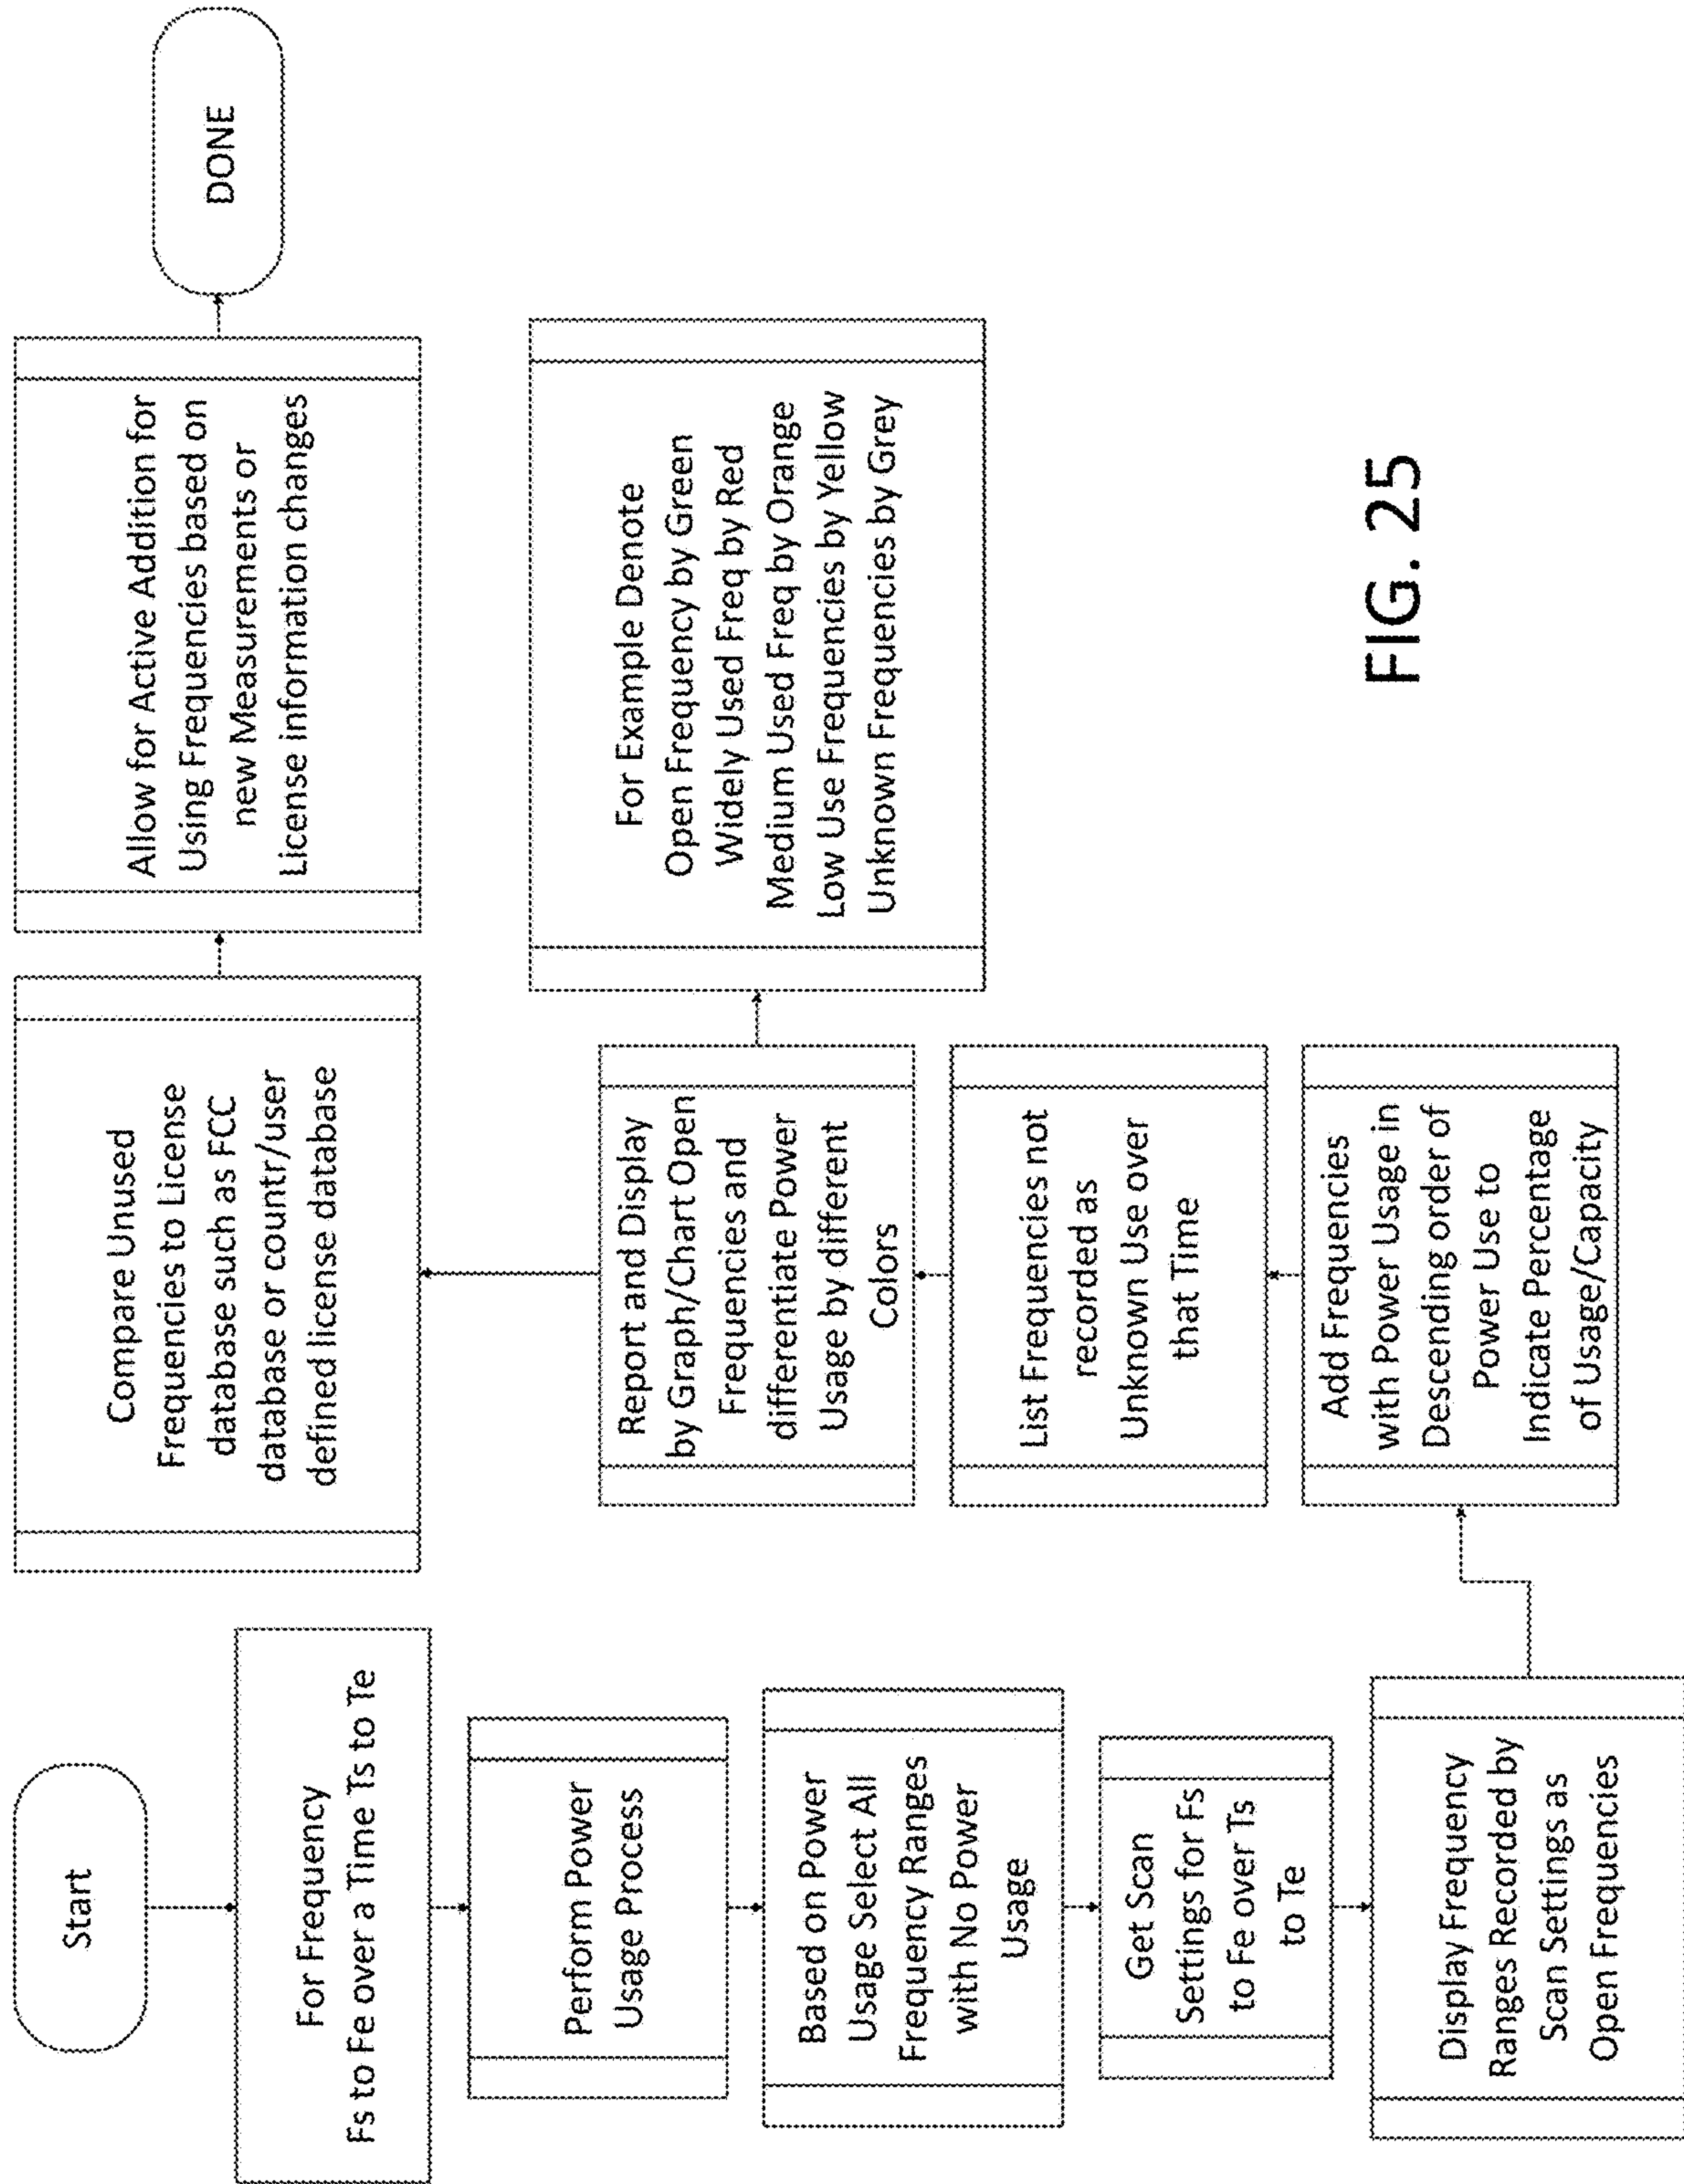 Start
For Frequency
Fs to Fe over a Time Ts to Te
Perform Power
Usage Process
Based on Power
Usage Select All
Frequency Ranges
with No Power
Usage
Get Scan
Settings for Fs
to Fe over Ts
to Te
Display Frequency
Ranges Recorded by
Scan Settings as
Open Frequencies
Add Frequencies
with Power Usage in
Descending order of
Power Use to
Indicate Percentage
of Usage/Capacity
List Frequencies not
recorded as
Unknown Use over
that Time
Report and Display
by Graph/Chart Open
Frequencies and
differentiate Power
Usage by different
Colors
For Example Denote
Open Frequency by Green
Widely Used Freq by Red
Medium Used Freq by Orange
Low Use Frequencies by Yellow
Unknown Frequencies by Grey
Compare Unused
Frequencies to License
database such as FCC
database or countr/user
defined license database
Allow for Active Addition for
Using Frequencies based on
new Measurements or
License information changes
DONE
FIG. 25